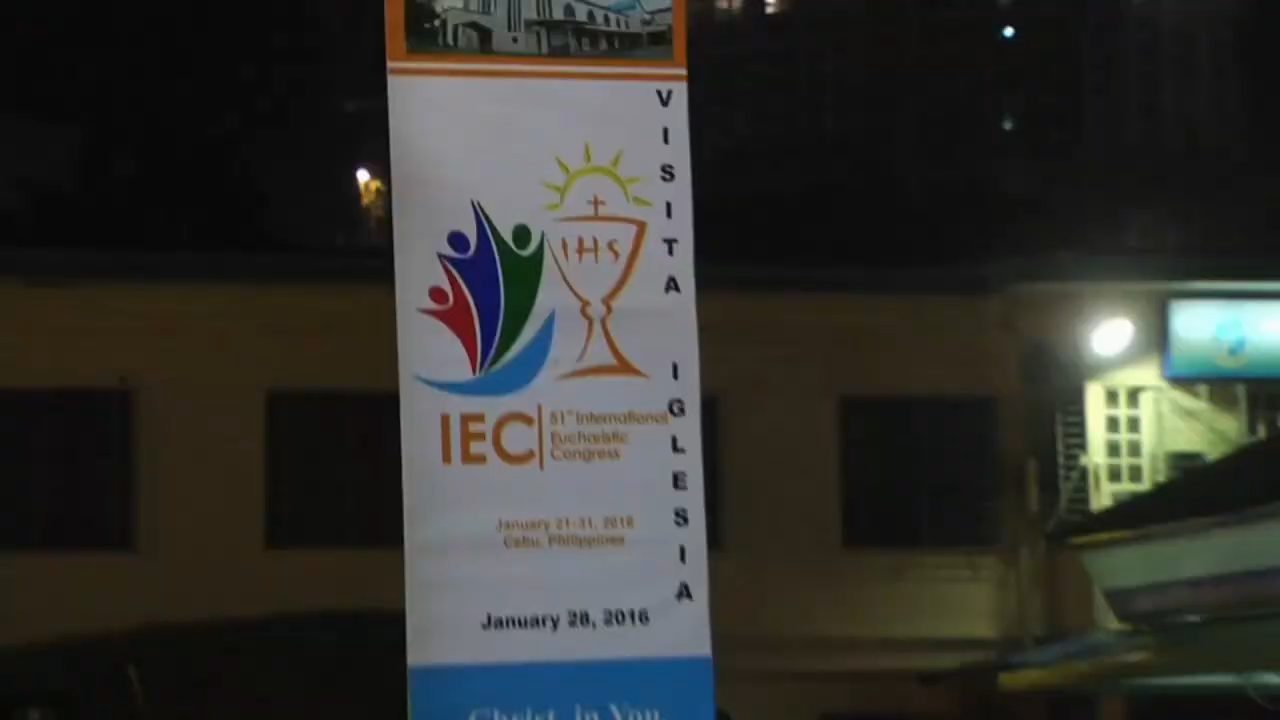 VISITA IGLESIA
IHS
IEC
51st International
Eucharistic
Congress
January 21-31, 2016
Cebu, Philippines
January 28, 2016
Christ in You